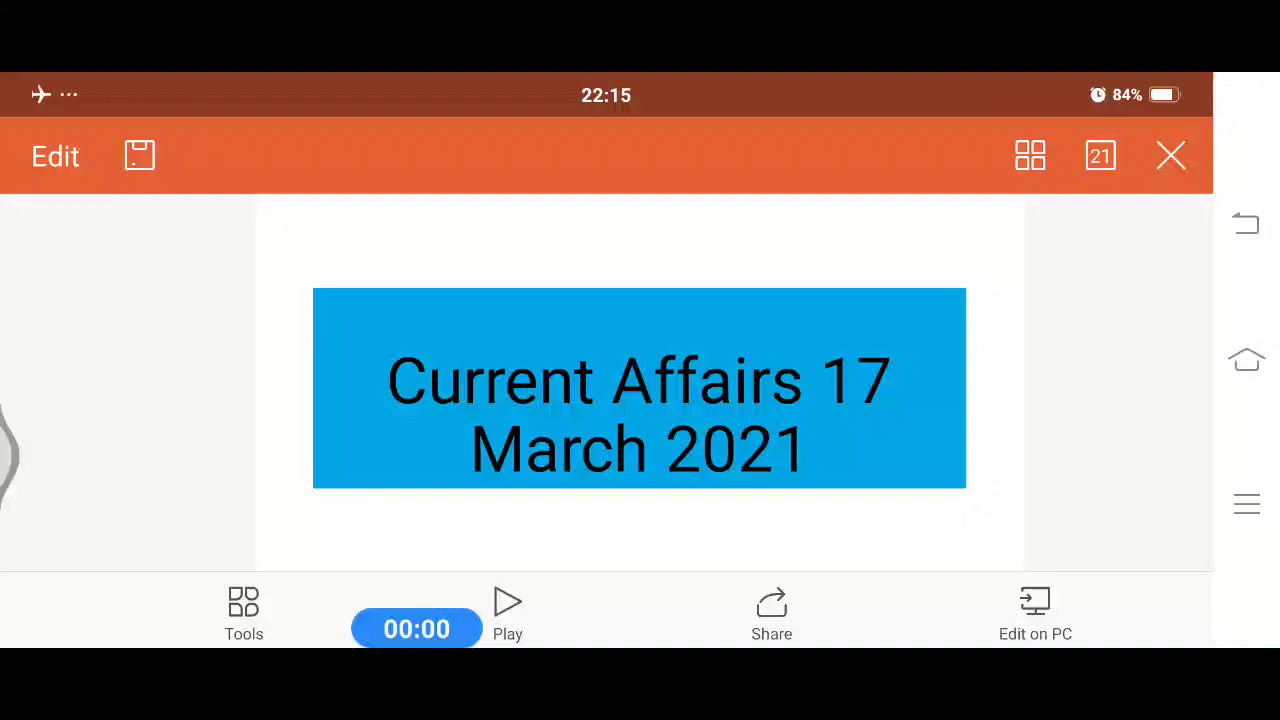 22:15
84%
Edit
21
Current Affairs 17
March 2021
Tools
00:00
Play
Share
Edit on PC